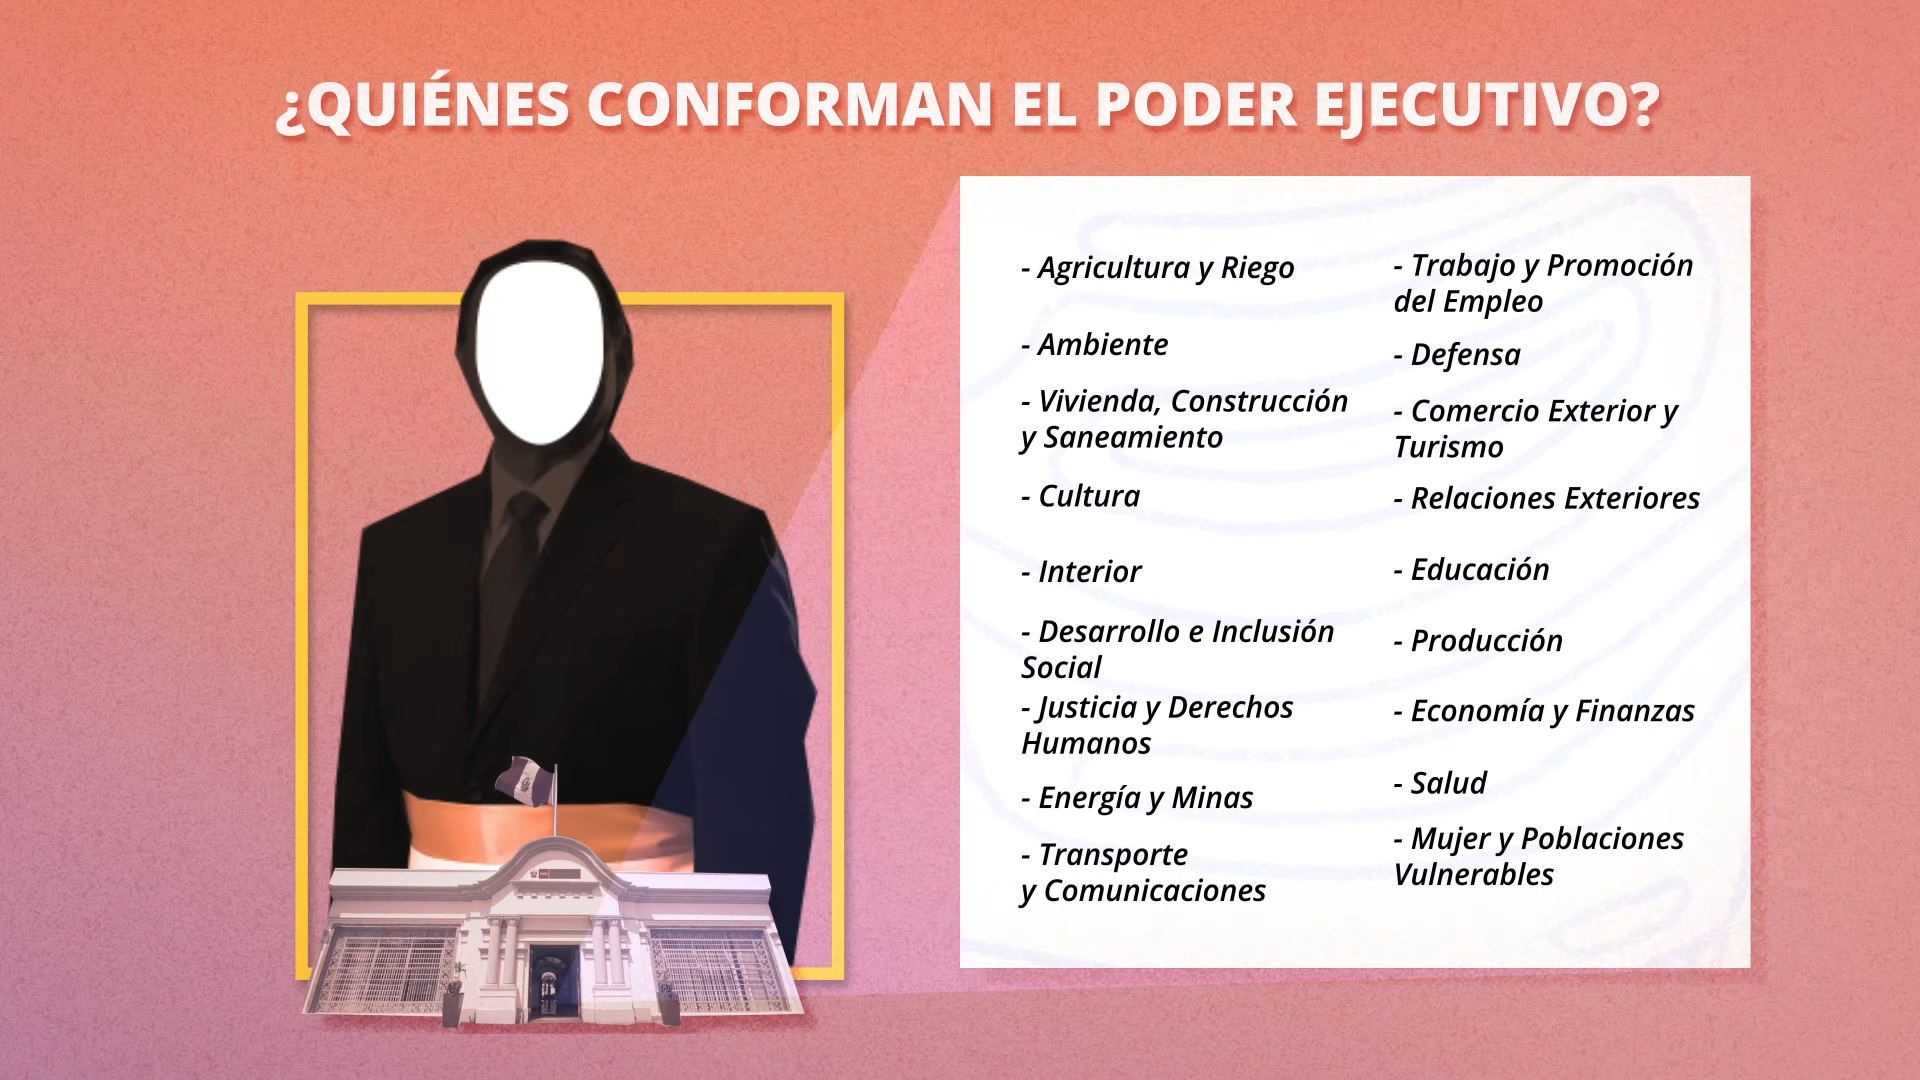 ¿QUIÉNES CONFORMAN EL PODER EJECUTIVO?
- Agricultura y Riego
- Ambiente
- Vivienda, Construcción
y Saneamiento
- Cultura
- Interior
- Desarrollo e Inclusión
Social
- Justicia y Derechos
Humanos
- Energía y Minas
- Transporte
y Comunicaciones
- Trabajo y Promoción
del Empleo
- Defensa
- Comercio Exterior y
Turismo
- Relaciones Exteriores
- Educación
- Producción
- Economía y Finanzas
- Salud
- Mujer y Poblaciones
Vulnerables